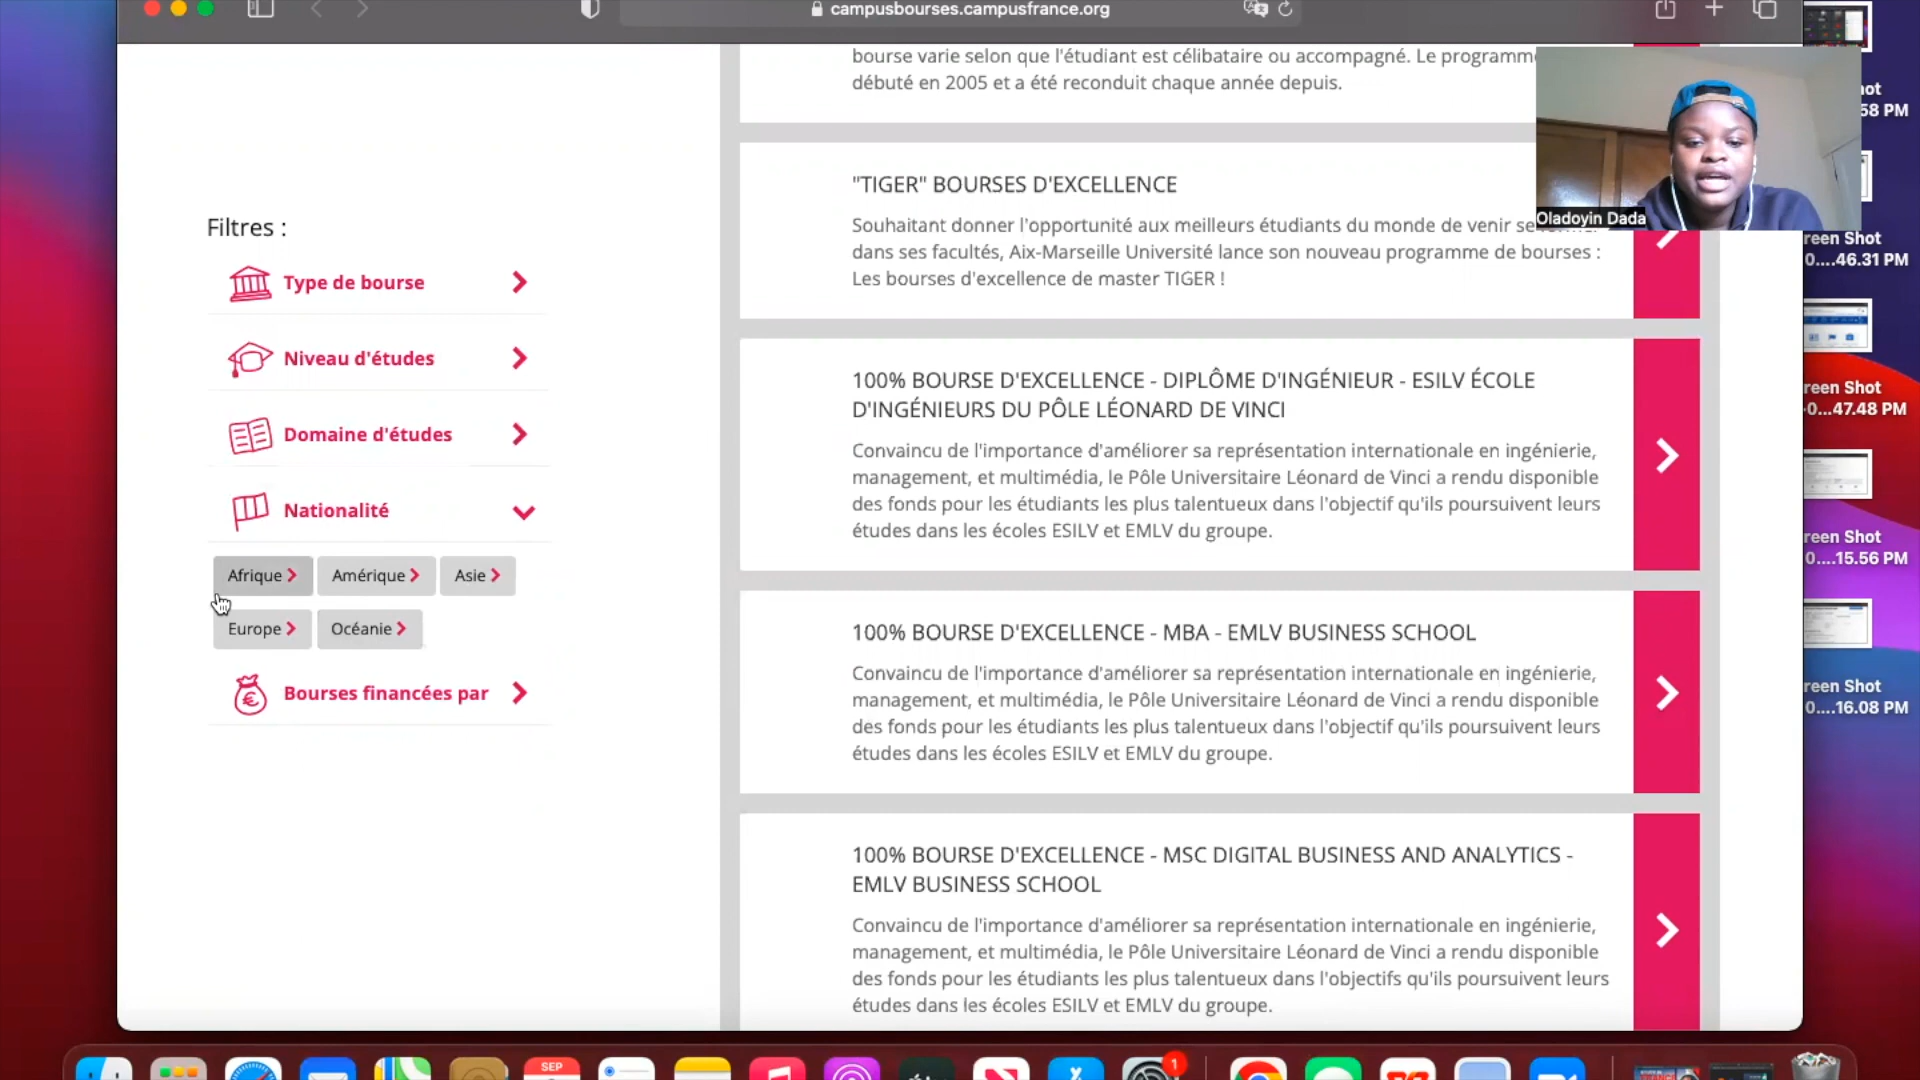 campusbourses.campusfrance.org
bourse varie selon que l'étudiant est célibataire ou accompagné. Le programme
débuté en 2005 et a été reconduit chaque année depuis.
Filtres :
Type de bourse
Niveau d'études
Domaine d'études
Nationalité
Afrique
Amérique
Asie
Europe
Océanie
Bourses financées par
"TIGER" BOURSES D'EXCELLENCE
Souhaitant donner l'opportunité aux meilleurs étudiants du monde de venir se
dans ses facultés, Aix-Marseille Université lance son nouveau programme de bourses :
Les bourses d'excellence de master TIGER !
100% BOURSE D'EXCELLENCE - DIPLÔME D'INGÉNIEUR - ESILV ÉCOLE
D'INGÉNIEURS DU PÔLE LÉONARD DE VINCI
Convaincu de l'importance d'améliorer sa représentation internationale en ingénierie,
management, et multimédia, le Pôle Universitaire Léonard de Vinci a rendu disponible
des fonds pour les étudiants les plus talentueux dans l'objectif qu'ils poursuivent leurs
études dans les écoles ESILV et EMLV du groupe.
100% BOURSE D'EXCELLENCE - MBA - EMLV BUSINESS SCHOOL
Convaincu de l'importance d'améliorer sa représentation internationale en ingénierie,
management, et multimédia, le Pôle Universitaire Léonard de Vinci a rendu disponible
des fonds pour les étudiants les plus talentueux dans l'objectif qu'ils poursuivent leurs
études dans les écoles ESILV et EMLV du groupe.
100% BOURSE D'EXCELLENCE - MSC DIGITAL BUSINESS AND ANALYTICS -
EMLV BUSINESS SCHOOL
Convaincu de l'importance d'améliorer sa représentation internationale en ingénierie,
management, et multimédia, le Pôle Universitaire Léonard de Vinci a rendu disponible
des fonds pour les étudiants les plus talentueux dans l'objectifs qu'ils poursuivent leurs
études dans les écoles ESILV et EMLV du groupe.
Oladoyin Dada
58 PM
reen Shot
0....46.31 PM
reen Shot
0...47.48 PM
reen Shot
0....15.56 PM
reen Shot
0....16.08 PM
SEP
1